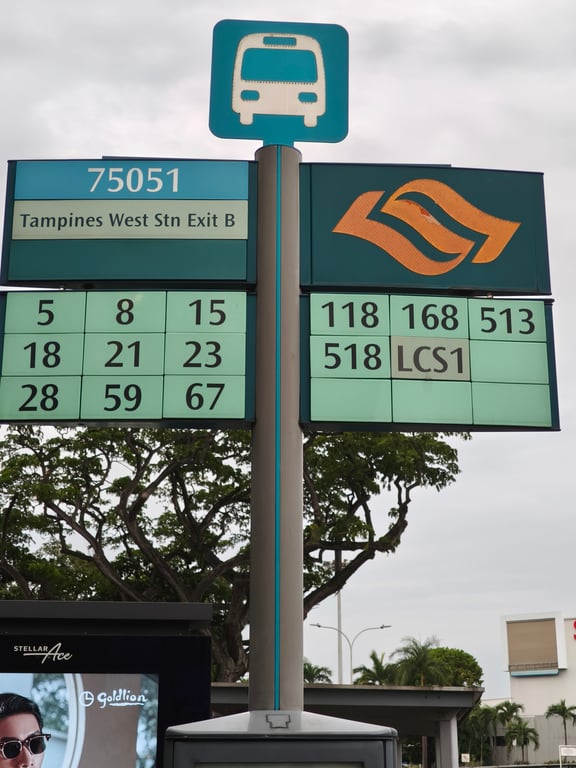 75051
Tampines West Stn Exit B
5 8 15
18 21 23
28 59 67
118 168 513
518 LCS1
STELLAR Ace
Goldlion